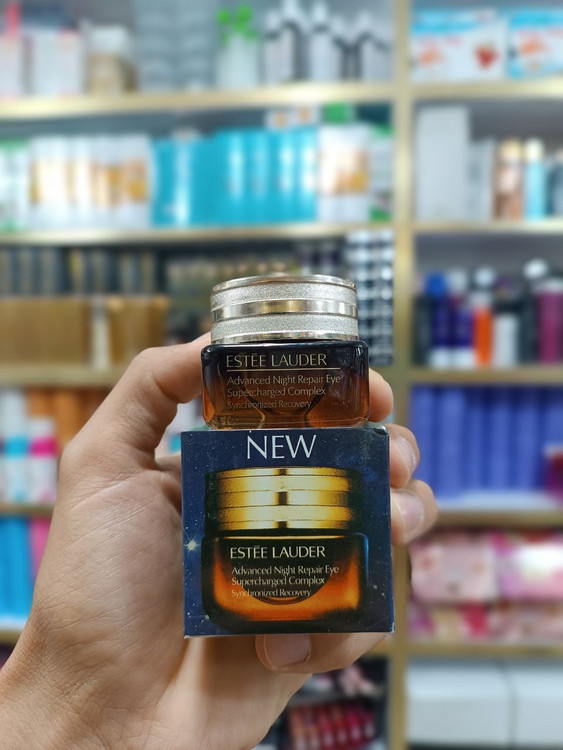 ESTĒE LAUDER
Advanced Night Repair Eye
Supercharged Complex
Synchronized Recovery
NEW
ESTĒE LAUDER
Advanced Night Repair Eye
Supercharged Complex
Synchronized Recovery